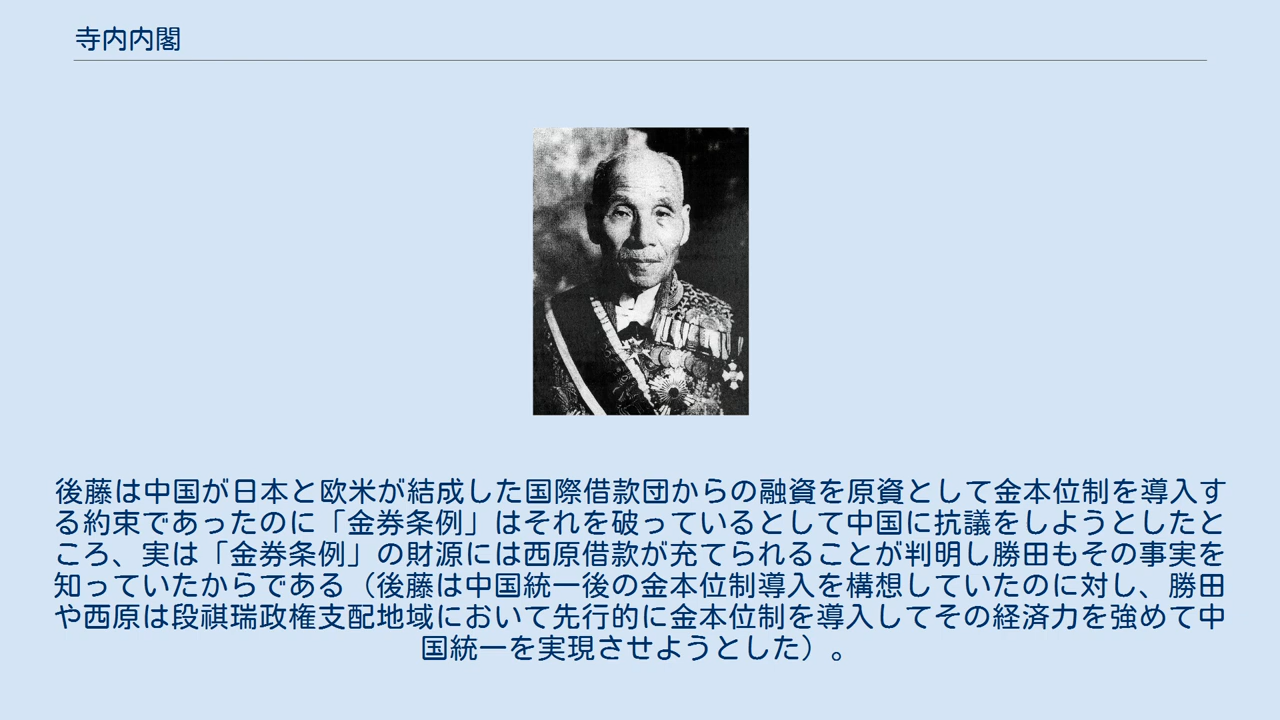 寺内内閣
後藤は中国が日本と欧米が結成した国際借款団からの融資を原資として金本位制を導入す
る約束であったのに「金券条例」はそれを破っているとして中国に抗議をしようとしたと
ころ、実は「金券条例」の財源には西原借款が充てられることが判明し勝田もその事実を
知っていたからである（後藤は中国統一後の金本位制導入を構想していたのに対し、勝田
や西原は段祺瑞政権支配地域において先行的に金本位制を導入してその経済力を強めて中
国統一を実現させようとした）。